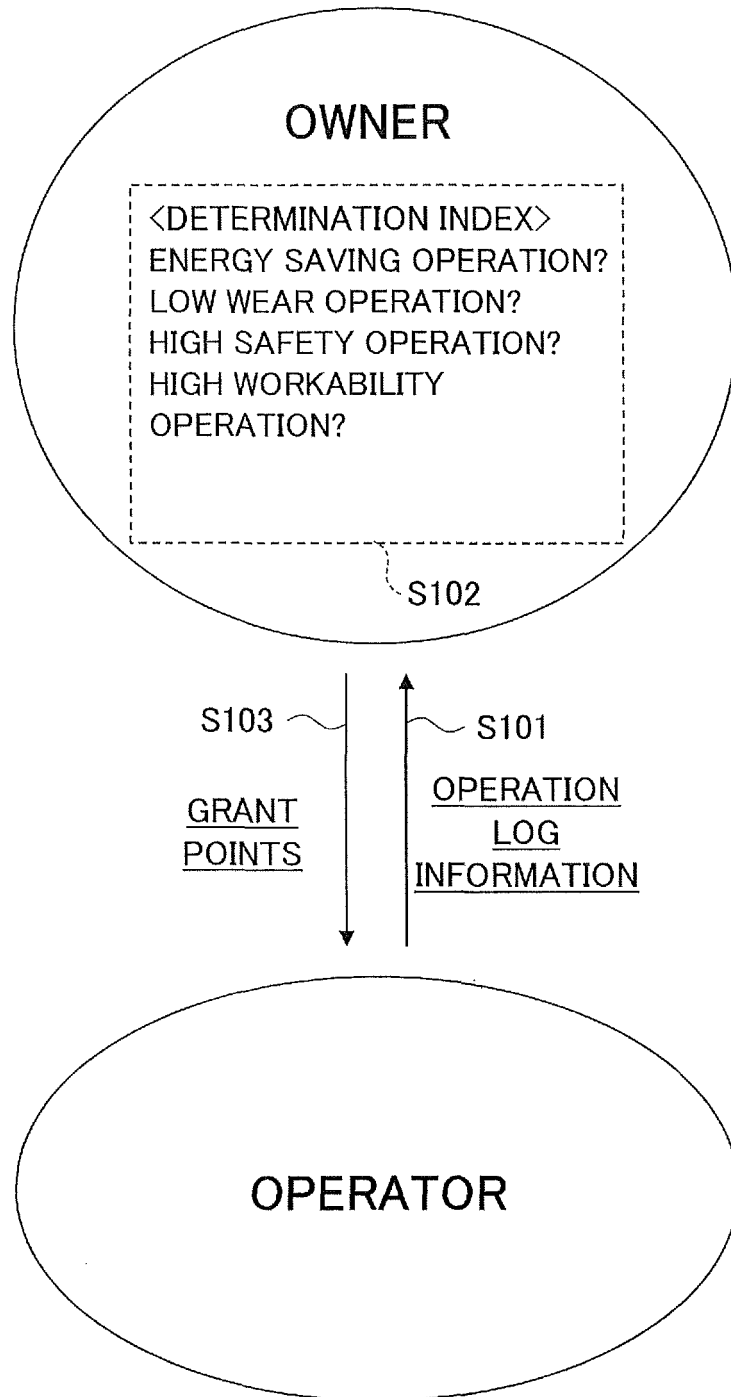 OWNER
<DETERMINATION INDEX>
ENERGY SAVING OPERATION?
LOW WEAR OPERATION?
HIGH SAFETY OPERATION?
HIGH WORKABILITY
OPERATION?
S102
S103
S101
GRANT
POINTS
OPERATION
LOG
INFORMATION
OPERATOR